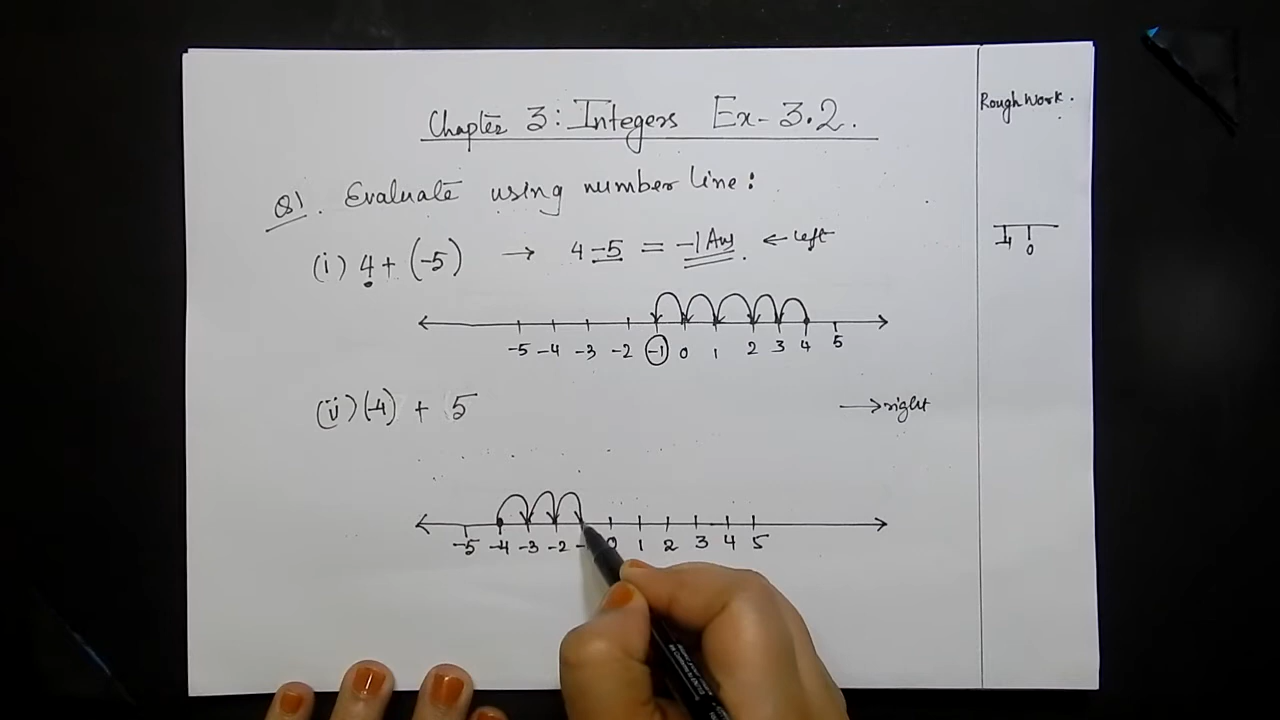 Chapter 3: Integers Ex- 3.2.
Rough Work.
Q1. Evaluate using number line:
(i) 4 + (-5) → 4 -5 = -1 Ans. ← left
-4 0
-5 -4 -3 -2 -1 0 1 2 3 4 5
(ii) (-4) + 5 → right
-5 -4 -3 -2 - 0 1 2 3 4 5